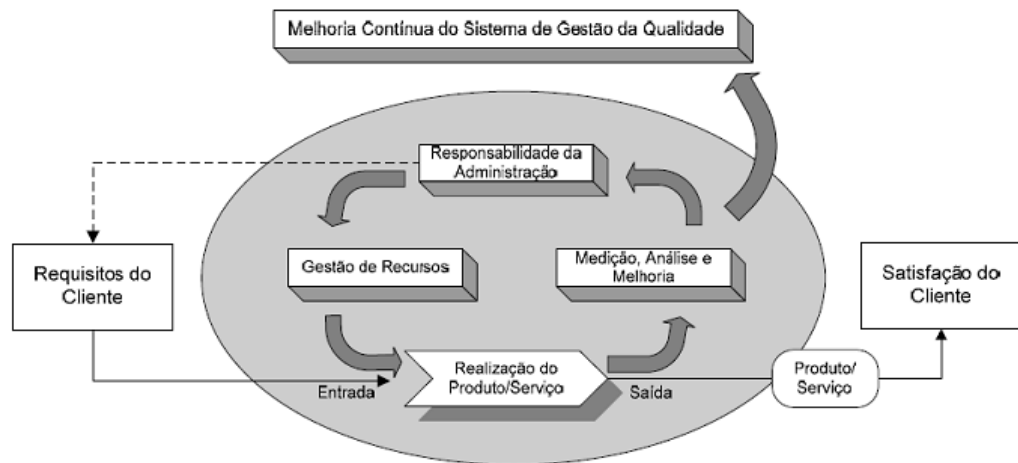 Melhoria Contínua do Sistema de Gestão da Qualidade
Responsabilidade da
Administração
Requisitos do
Cliente
Gestão de Recursos
Medição, Análise e
Melhoria
Satisfação do
Cliente
Entrada
Realização do
Produto/Serviço
Saída
Produto/
Serviço